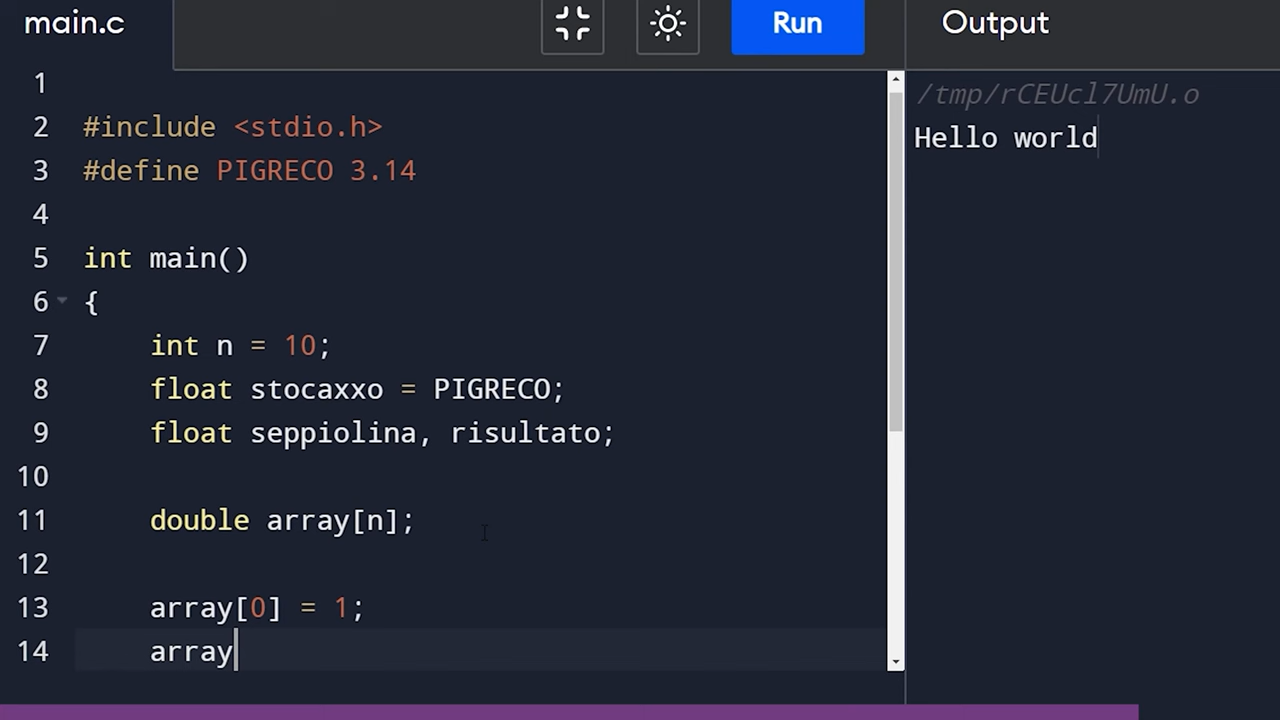 main.c
Run
Output
1
2 #include <stdio.h>
3 #define PIGRECO 3.14
4
5 int main()
6 {
7 int n = 10;
8 float stocaxxo = PIGRECO;
9 float seppiolina, risultato;
10
11 double array[n];
12
13 array[0] = 1;
14 array
/tmp/rCEUcl7UmU.o
Hello world